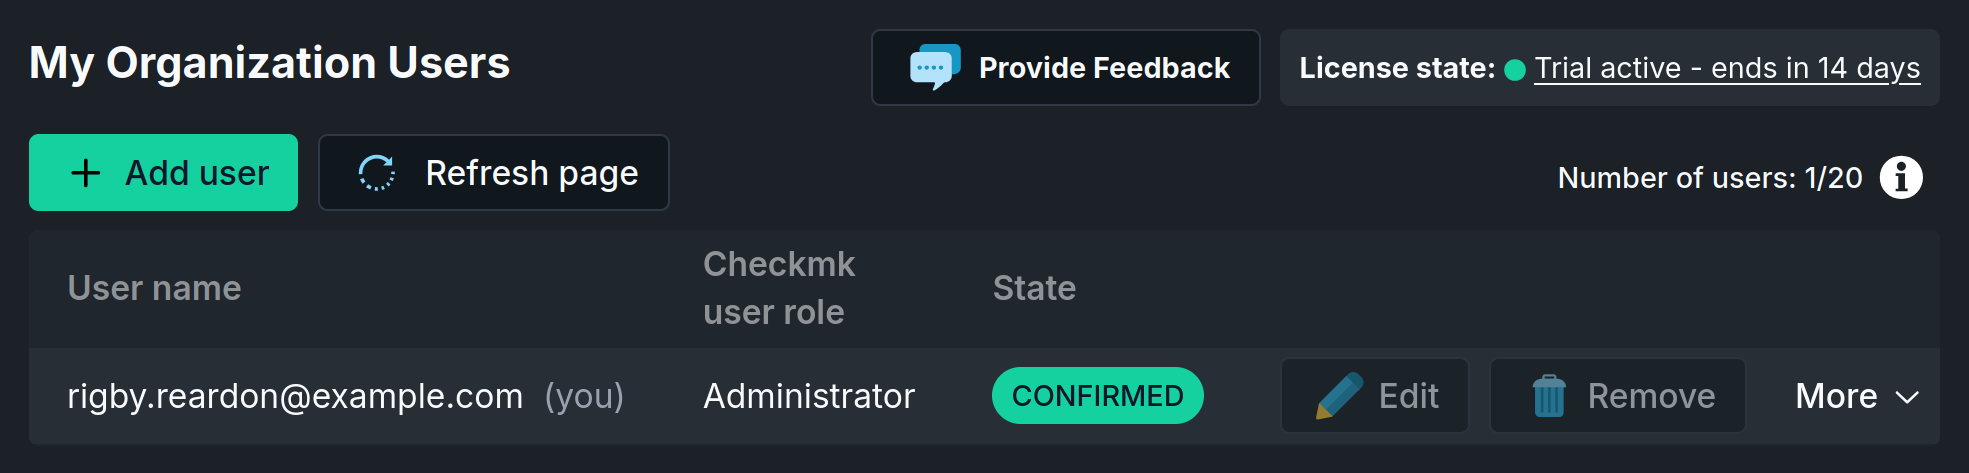 My Organization Users
Provide Feedback
License state: Trial active - ends in 14 days
Add user
Refresh page
Number of users: 1/20
User name
Checkmk
user role
State
rigby.reardon@example.com (you)
Administrator
CONFIRMED
Edit
Remove
More